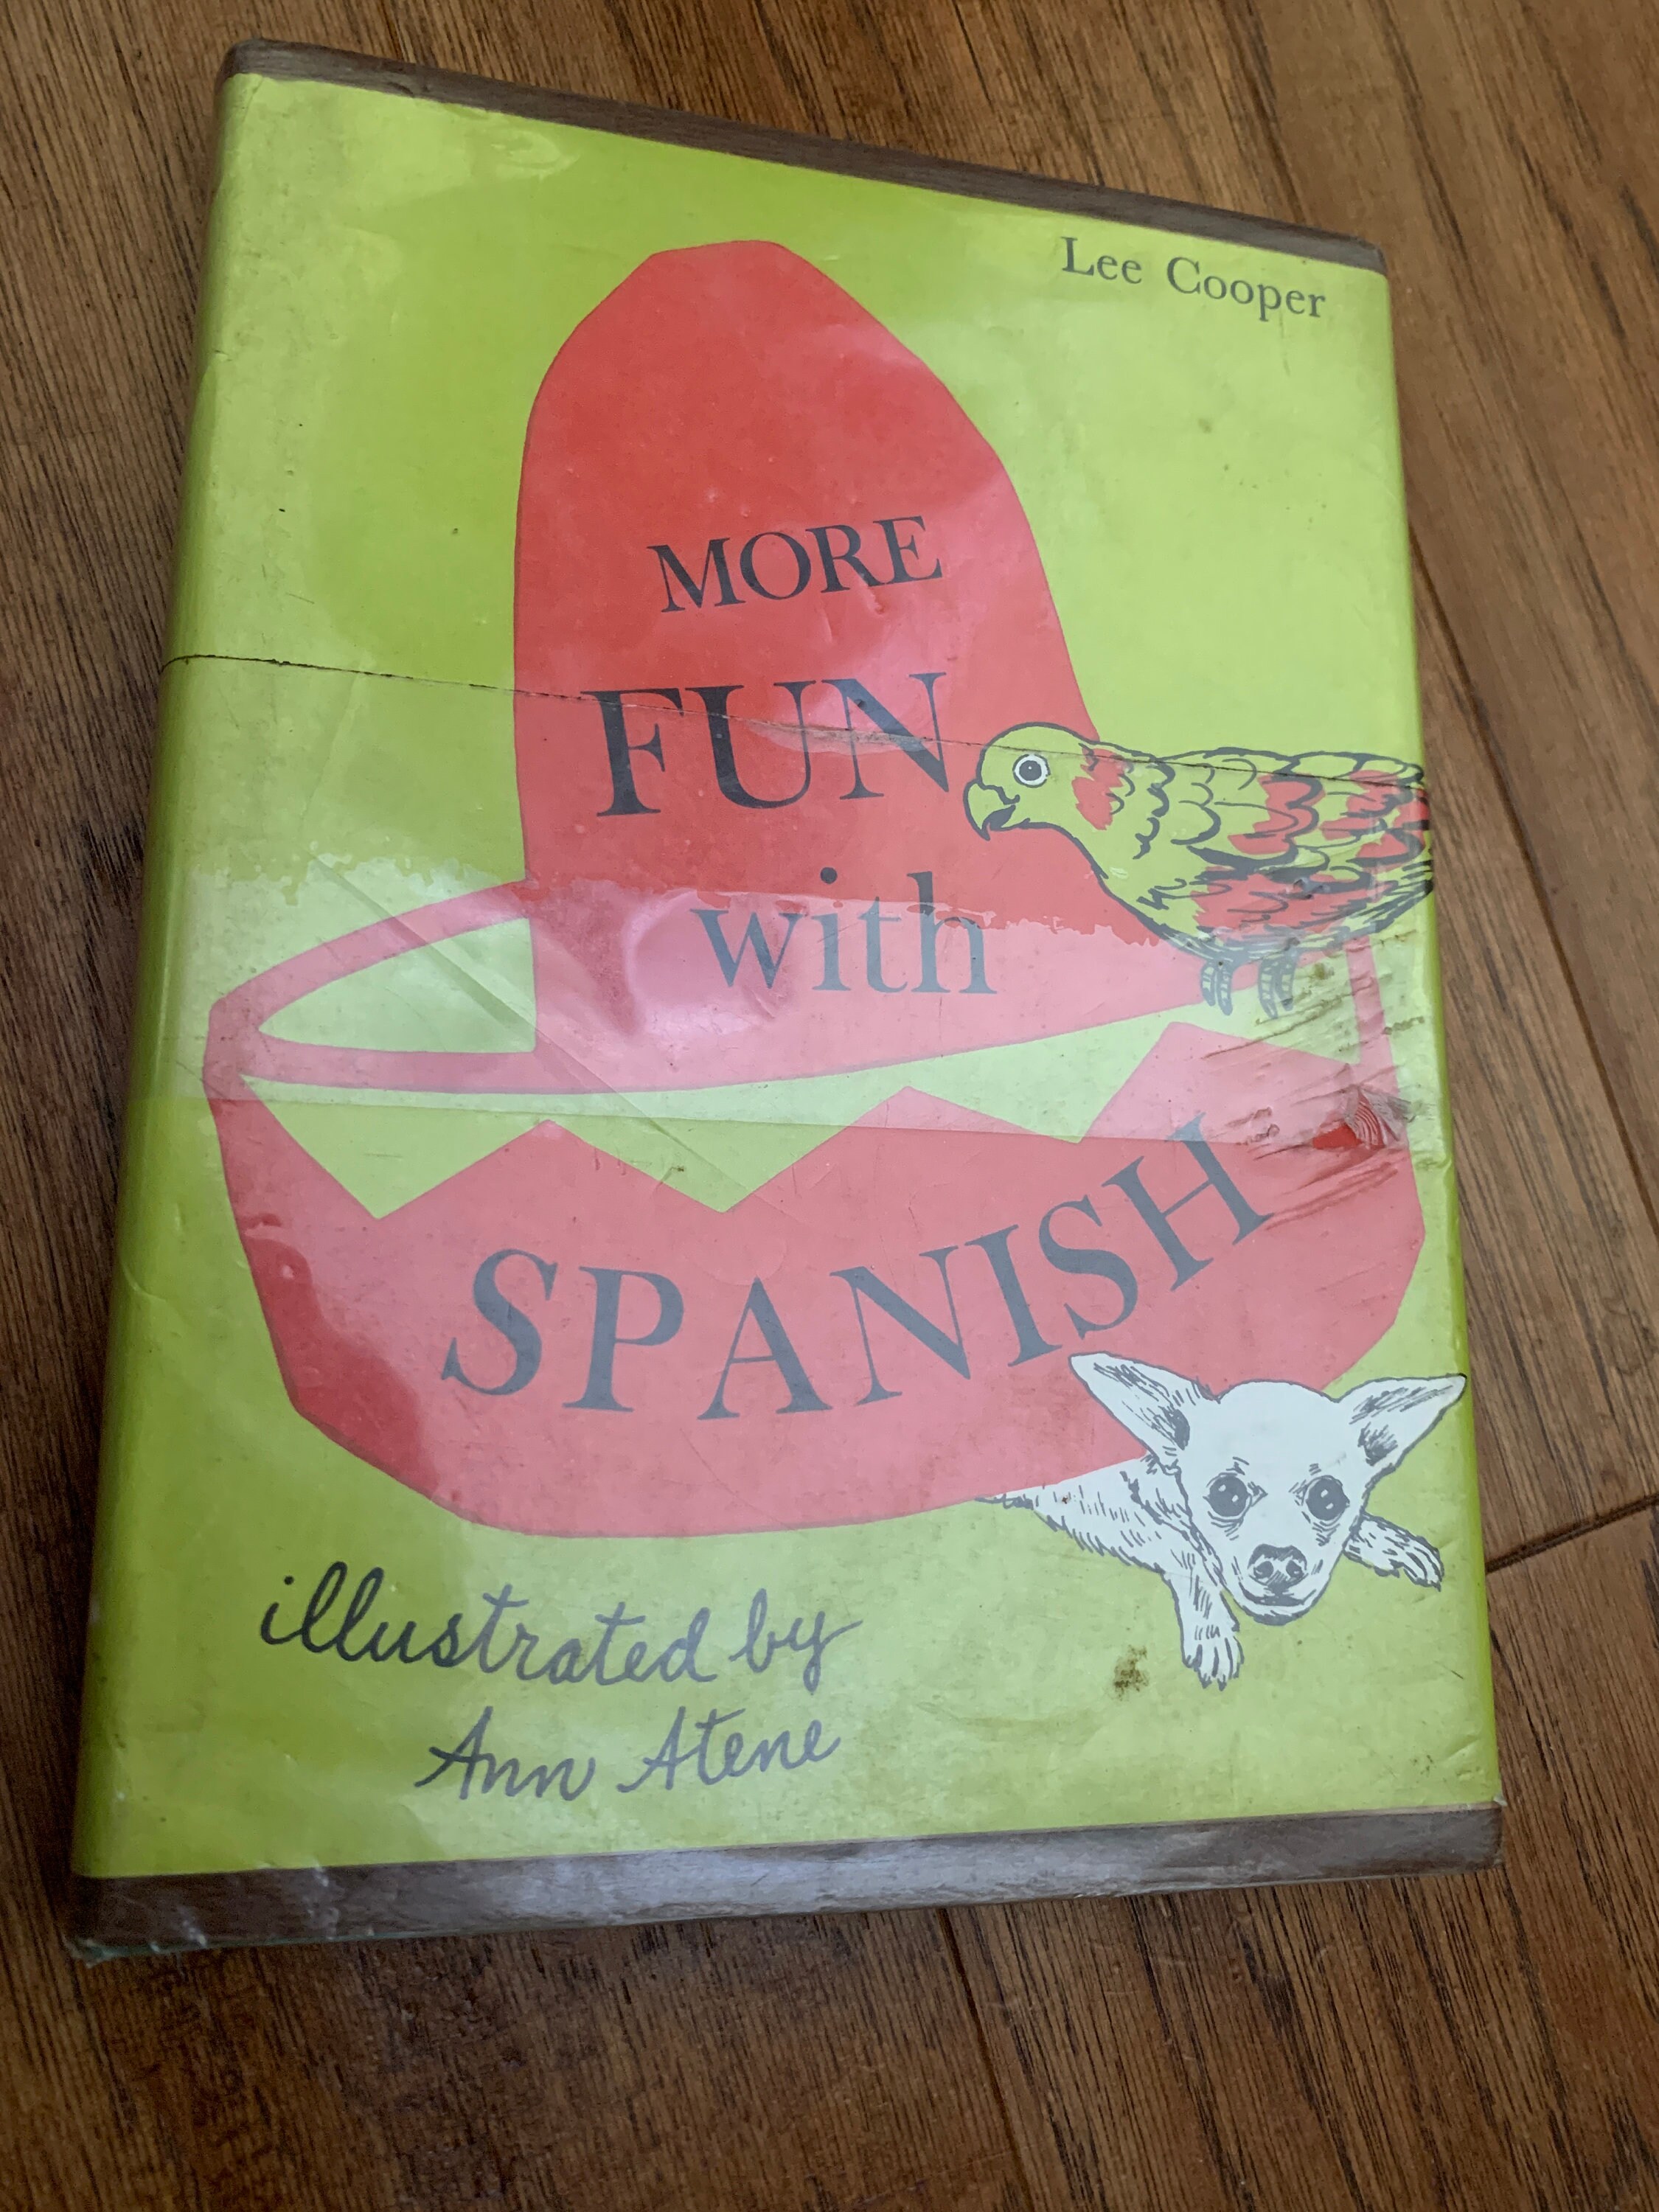 Lee Cooper
MORE
FUN
with
SPANISH
illustrated by
Ann Atene